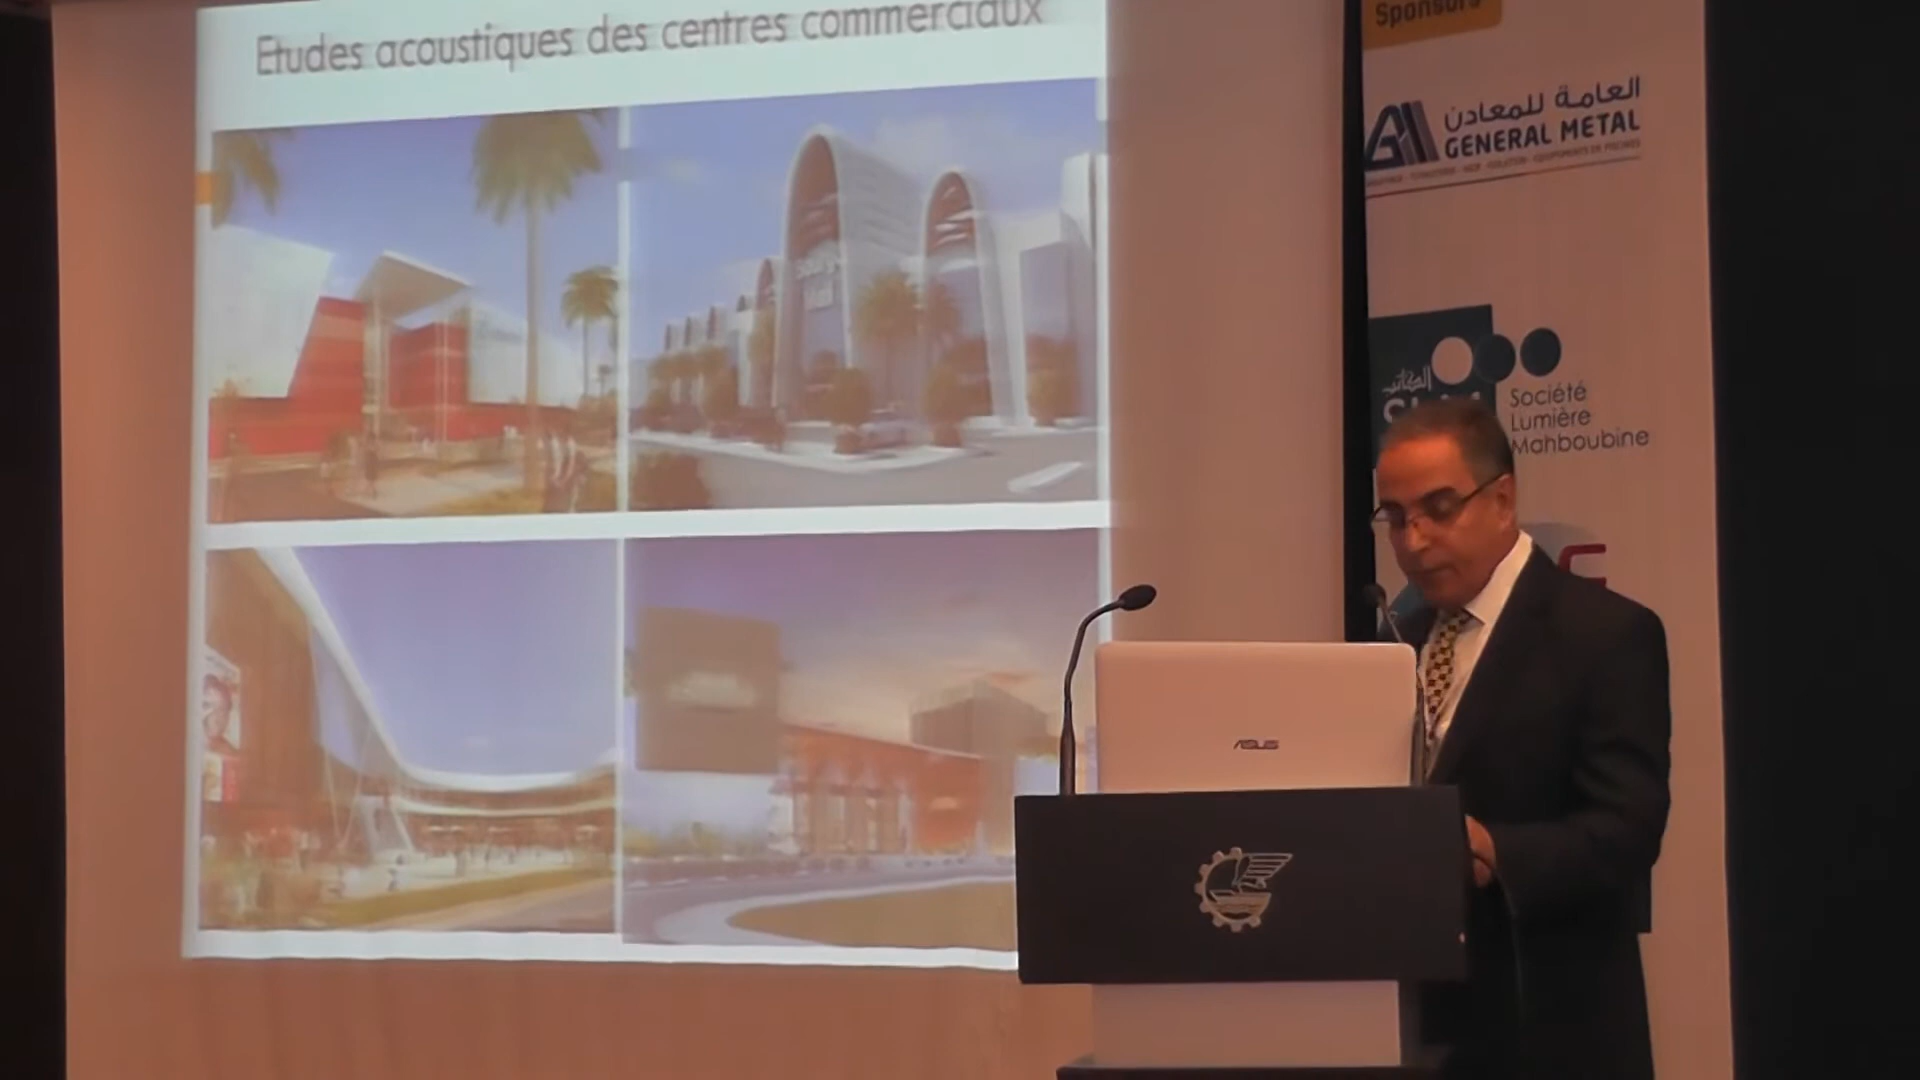 Etudes acoustiques des centres commerciaux
Sponsors
العامة للمعادن
GENERAL METAL
Société
Lumière
Mahboubine
ASUS